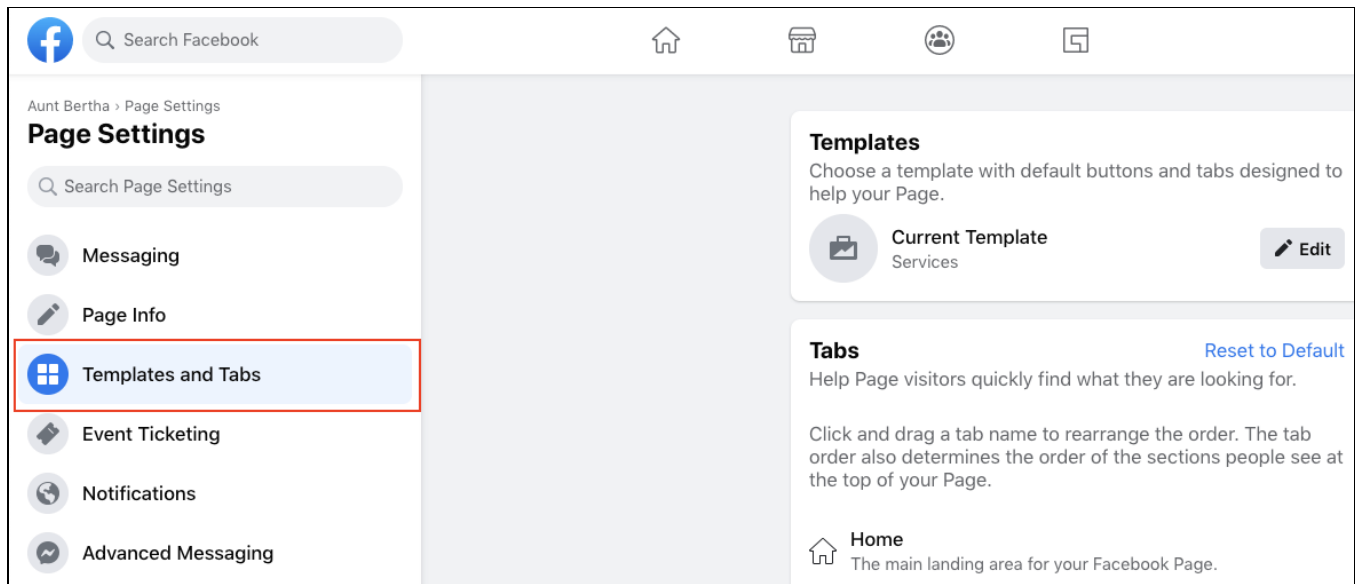 Search Facebook
Aunt Bertha › Page Settings
Page Settings
Search Page Settings
Messaging
Page Info
Templates and Tabs
Event Ticketing
Notifications
Advanced Messaging
Templates
Choose a template with default buttons and tabs designed to
help your Page.
Current Template
Services
Edit
Tabs
Reset to Default
Help Page visitors quickly find what they are looking for.
Click and drag a tab name to rearrange the order. The tab
order also determines the order of the sections people see at
the top of your Page.
Home
The main landing area for your Facebook Page.